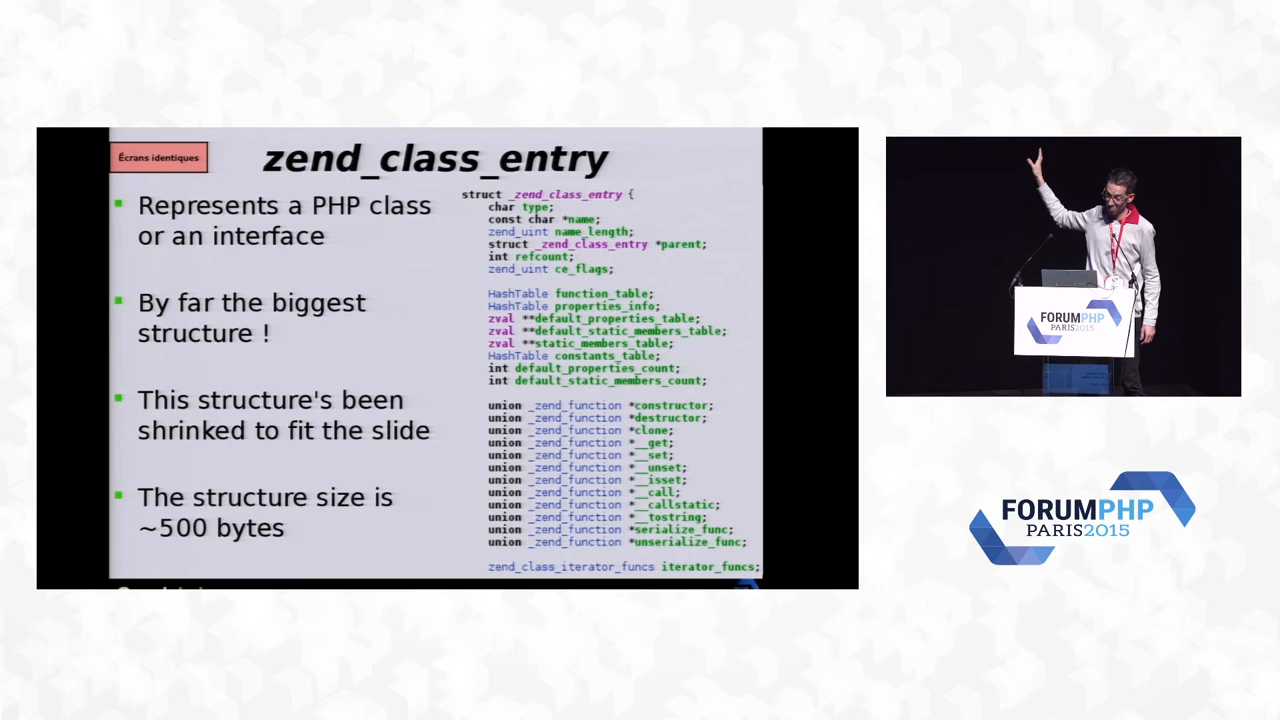 Écrans identiques
zend_class_entry
Represents a PHP class
or an interface
By far the biggest
structure !
This structure's been
shrinked to fit the slide
The structure size is
~500 bytes
struct _zend_class_entry {
char type;
const char *name;
zend_uint name_length;
struct _zend_class_entry *parent;
int refcount;
zend_uint ce_flags;
HashTable function_table;
HashTable properties_info;
zval **default_properties_table;
zval **default_static_members_table;
zval **static_members_table;
HashTable constants_table;
int default_properties_count;
int default_static_members_count;
union _zend_function *constructor;
union _zend_function *destructor;
union _zend_function *clone;
union _zend_function *__get;
union _zend_function *__set;
union _zend_function *__unset;
union _zend_function *__isset;
union _zend_function *__call;
union _zend_function *__callstatic;
union _zend_function *__tostring;
union _zend_function *serialize_func;
union _zend_function *unserialize_func;
zend_class_iterator_funcs iterator_funcs;
FORUMPHP
PARIS2015
FORUMPHP
PARIS2015